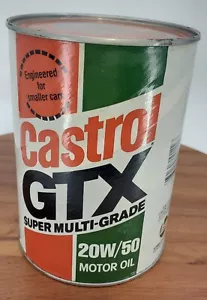 Engineered
for
smaller cars
Castrol
GTX
SUPER MULTI-GRADE
20W/50
MOTOR OIL